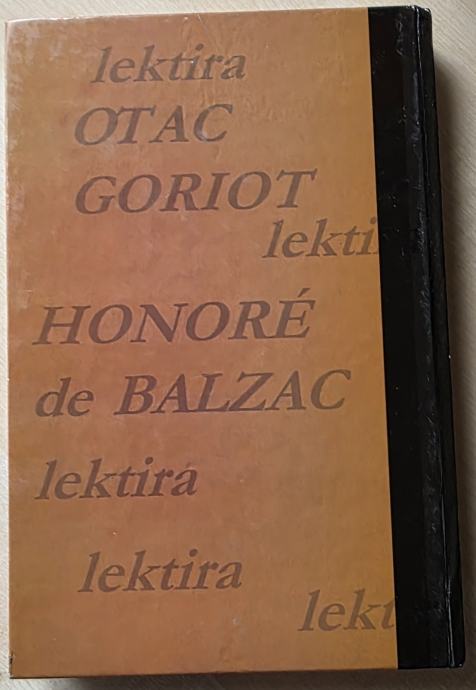 lektira
OTAC
GORIOT
lekti
HONORÉ
de BALZAC
lektira
lektira
lekt